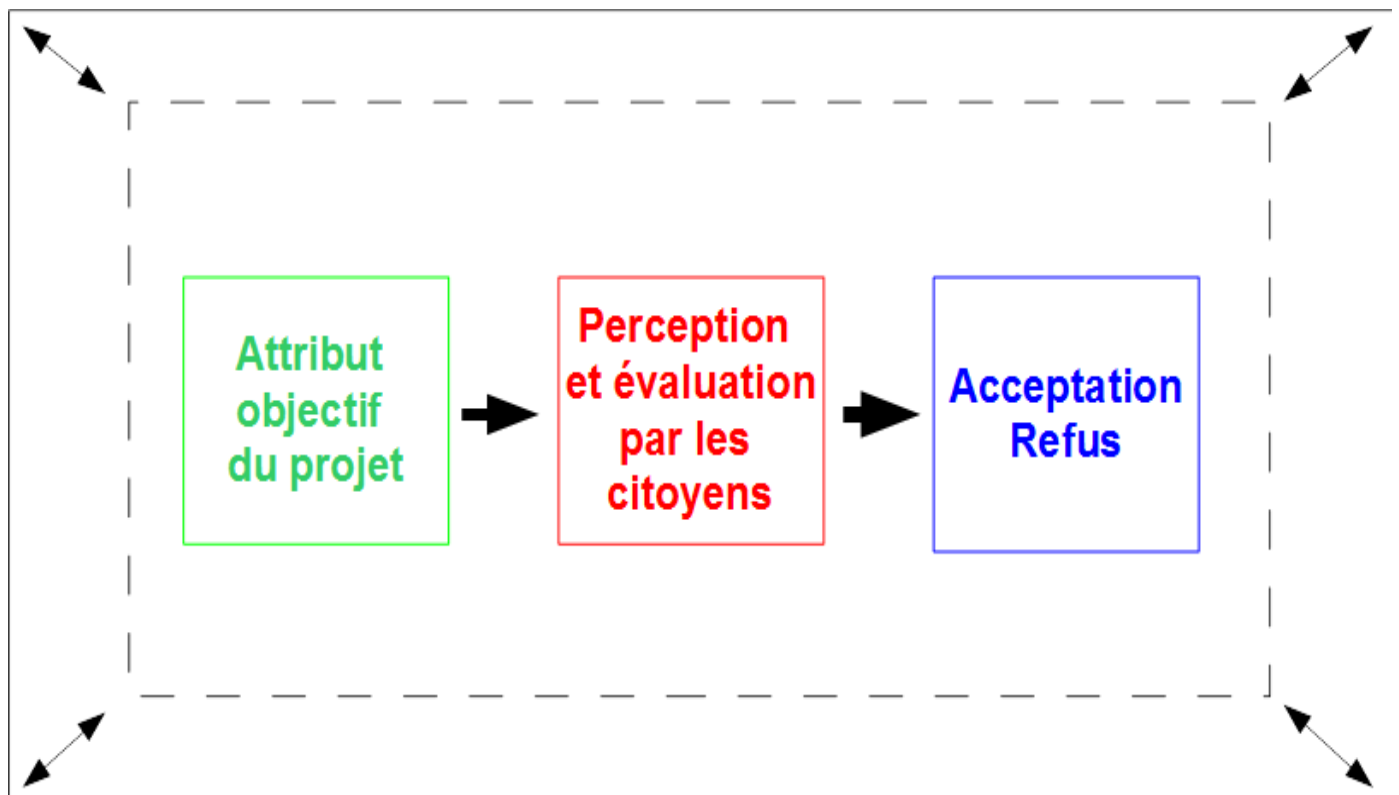 Attribut
objectif
du projet
Perception
et évaluation
par les
citoyens
Acceptation
Refus